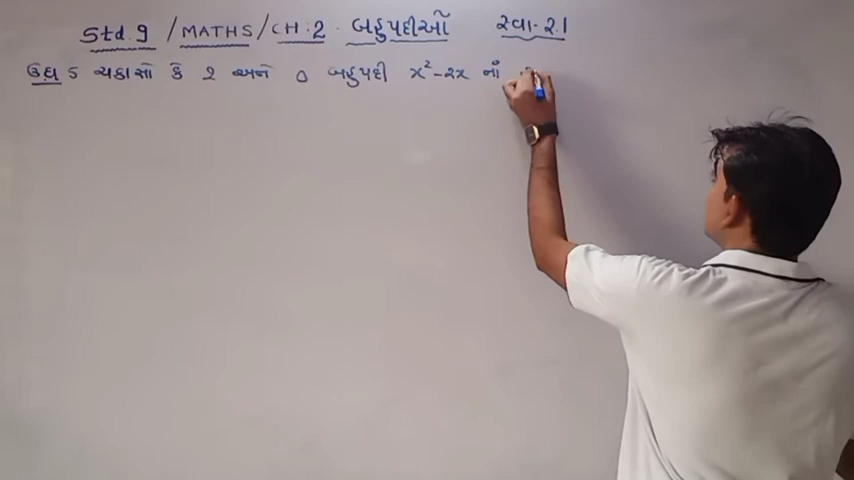 Std.9 / MATHS / CH:2. બહુપદીઓ સ્વા-2.1
ઉદા 5 ચકાસો કે 2 અને 0 બહુપદી x²-2x નાં